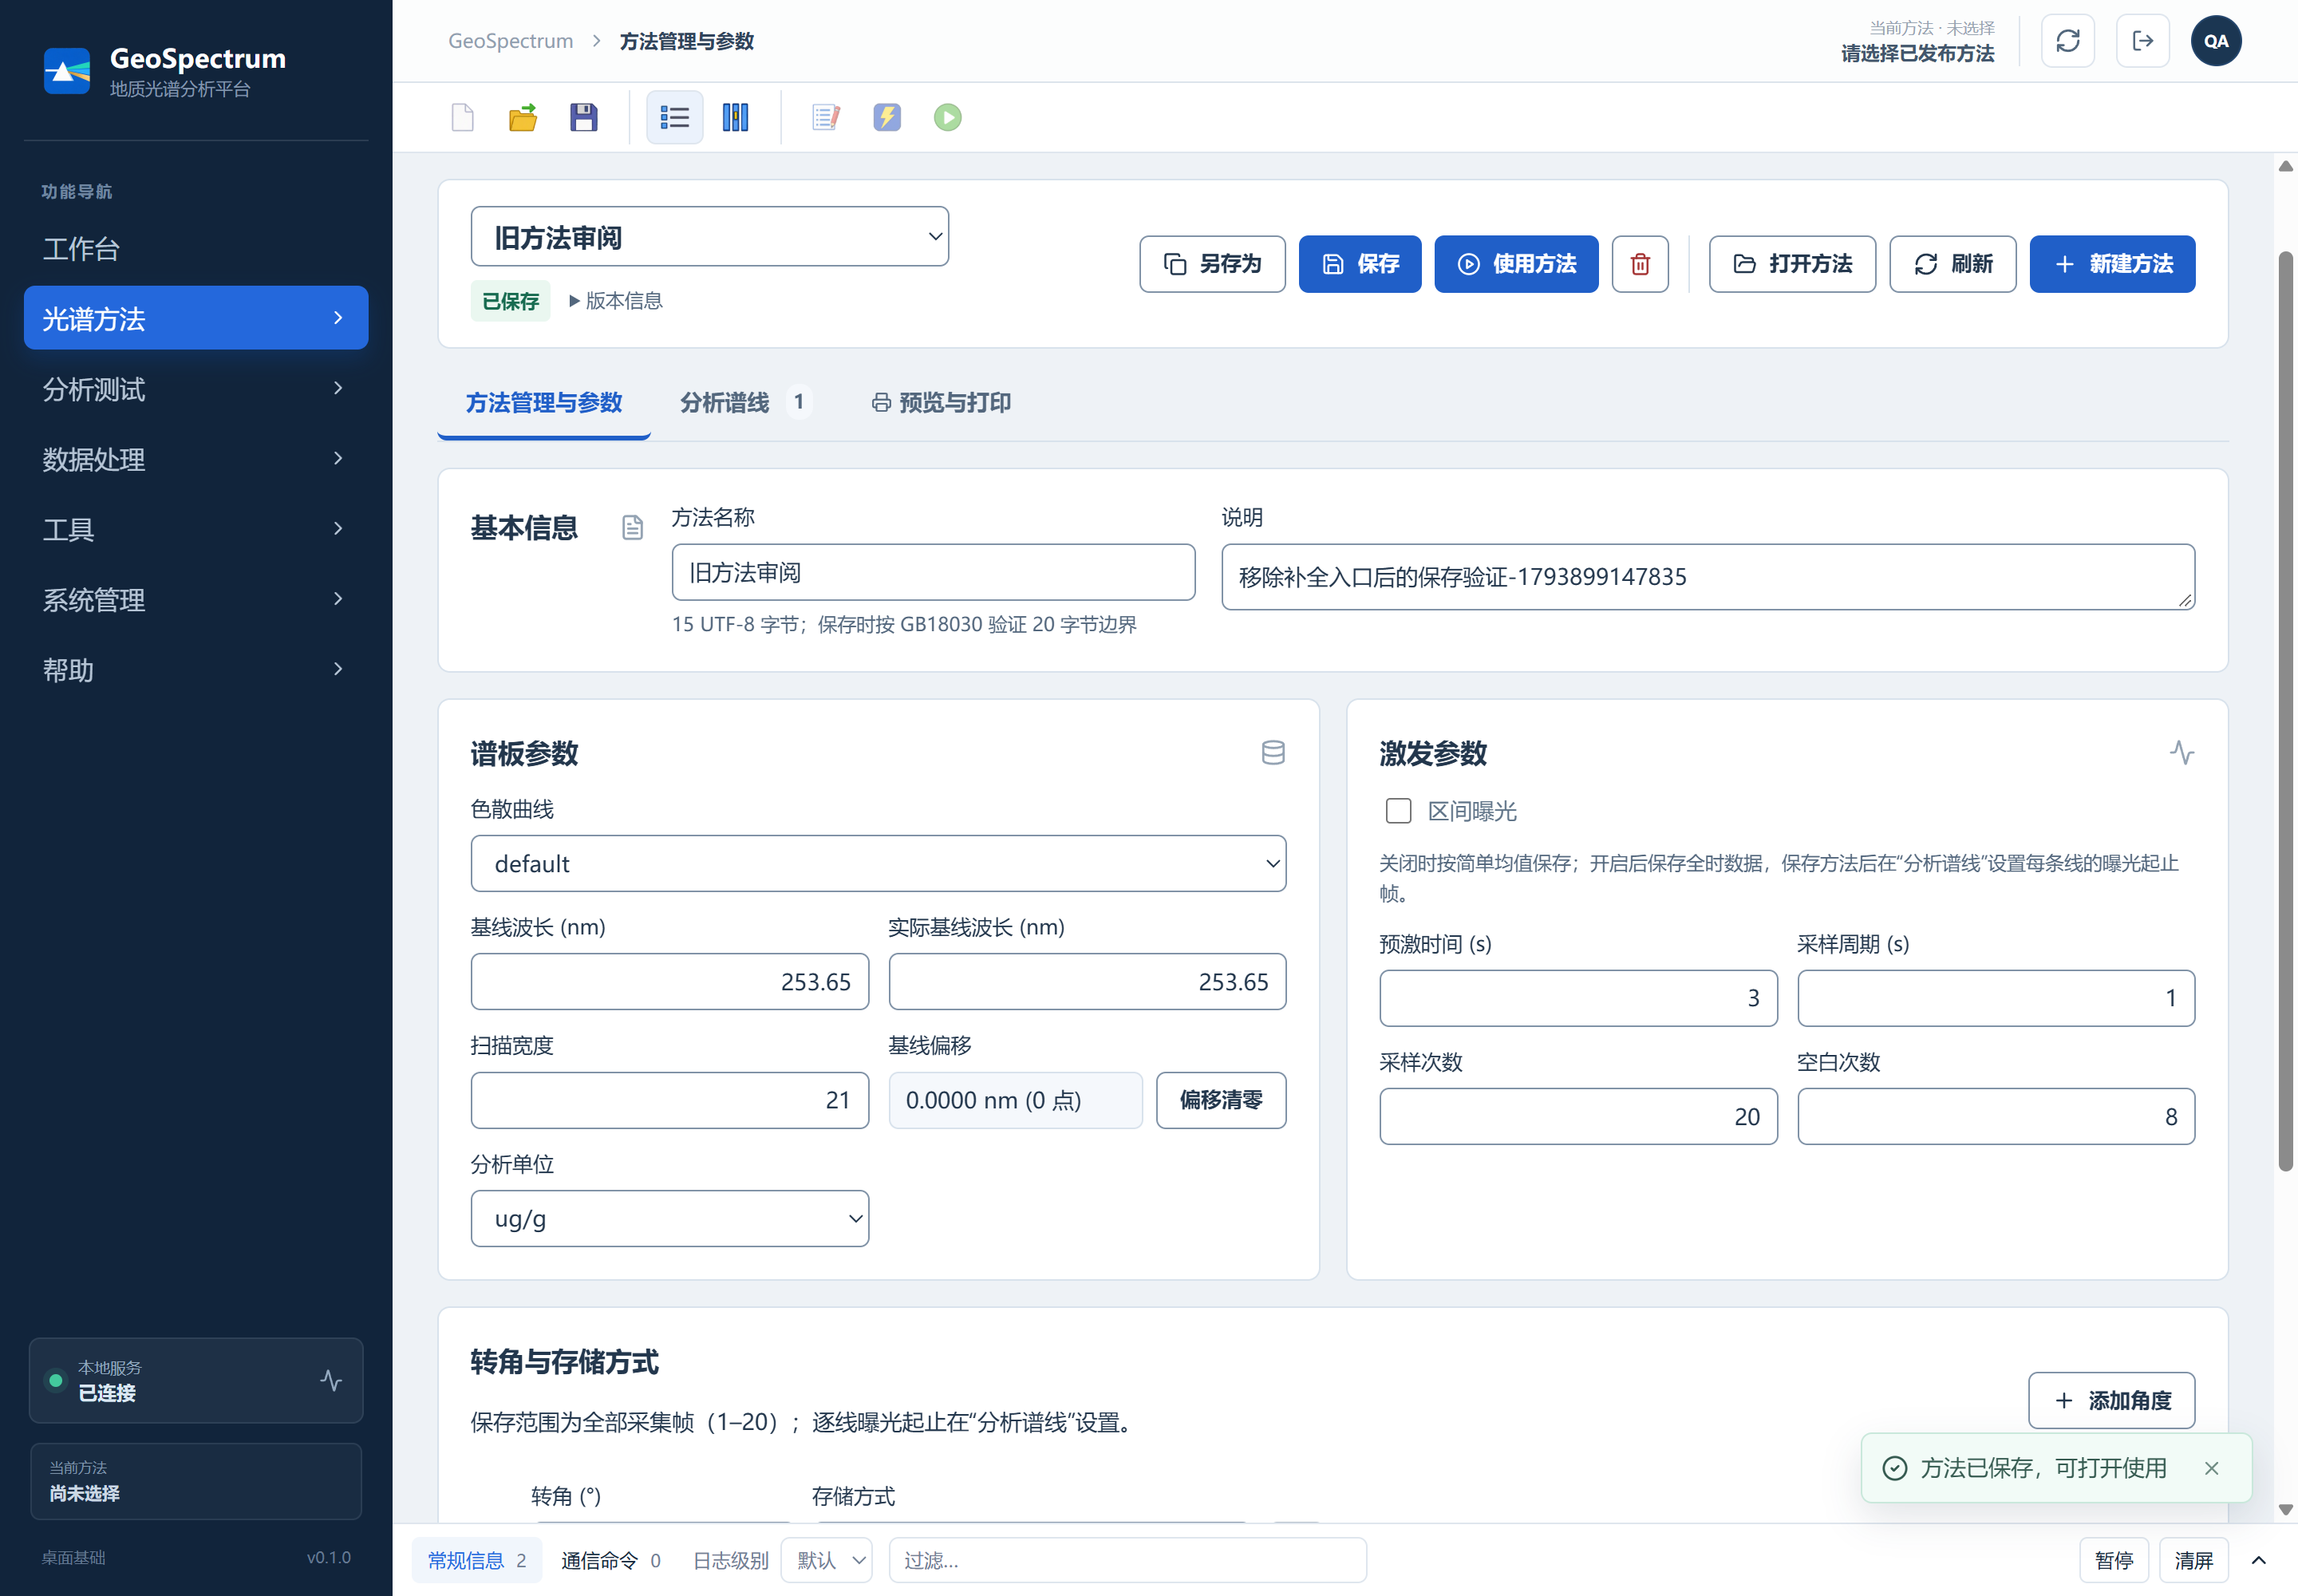 GeoSpectrum
地质光谱分析平台
功能导航
工作台
光谱方法
分析测试
数据处理
工具
系统管理
帮助
本地服务
已连接
当前方法
尚未选择
桌面基础 v0.1.0
GeoSpectrum 方法管理与参数
当前方法 · 未选择
请选择已发布方法
QA
旧方法审阅
已保存 版本信息
另存为 保存 使用方法 打开方法 刷新 新建方法
方法管理与参数 分析谱线 1 预览与打印
基本信息
方法名称
旧方法审阅
15 UTF-8 字节；保存时按 GB18030 验证 20 字节边界
说明
移除补全入口后的保存验证-1793899147835
谱板参数
色散曲线
default
基线波长 (nm) 实际基线波长 (nm)
253.65 253.65
扫描宽度 基线偏移
21 0.0000 nm (0 点) 偏移清零
分析单位
ug/g
激发参数
区间曝光
关闭时按简单均值保存；开启后保存全时数据，保存方法后在“分析谱线”设置每条线的曝光起止
帧。
预激时间 (s) 采样周期 (s)
3 1
采样次数 空白次数
20 8
转角与存储方式
保存范围为全部采集帧（1–20）；逐线曝光起止在“分析谱线”设置。
添加角度
转角 (°) 存储方式
方法已保存，可打开使用
常规信息 2 通信命令 0 日志级别 默认 过滤... 暂停 清屏